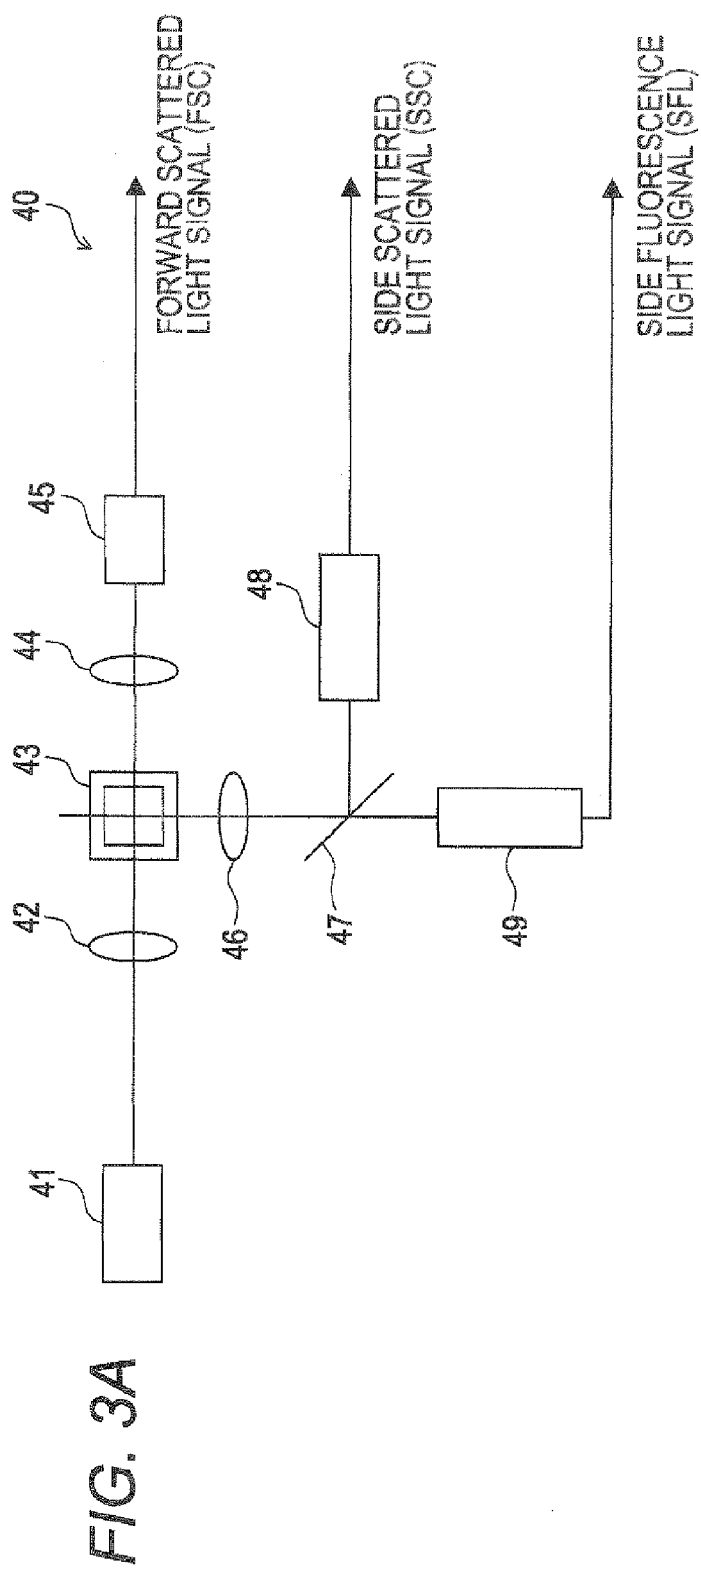 FIG. 3A
40
41
42
43
44
45
FORWARD SCATTERED
LIGHT SIGNAL (FSC)
46
47
48
SIDE SCATTERED
LIGHT SIGNAL (SSC)
49
SIDE FLUORESCENCE
LIGHT SIGNAL (SFL)